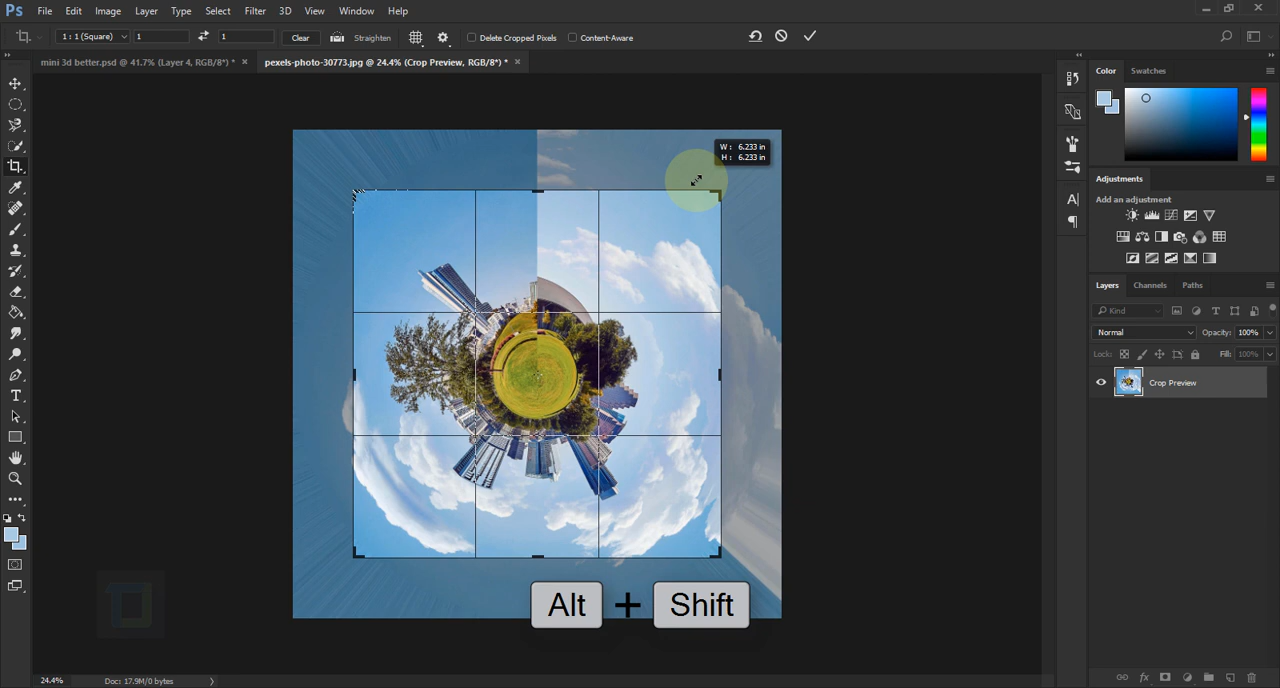 Ps File Edit Image Layer Type Select Filter 3D View Window Help
1 : 1 (Square) 1 1 Clear Straighten Delete Cropped Pixels Content-Aware
mini 3d better.psd @ 41.7% (Layer 4, RGB/8*) * × pexels-photo-30773.jpg @ 24.4% (Crop Preview, RGB/8*) * ×
W : 6.233 in
H : 6.233 in
Color Swatches
Adjustments
Add an adjustment
Layers Channels Paths
Kind
Normal Opacity: 100%
Lock: Fill: 100%
Crop Preview
Alt + Shift
24.4% Doc: 17.9M/0 bytes